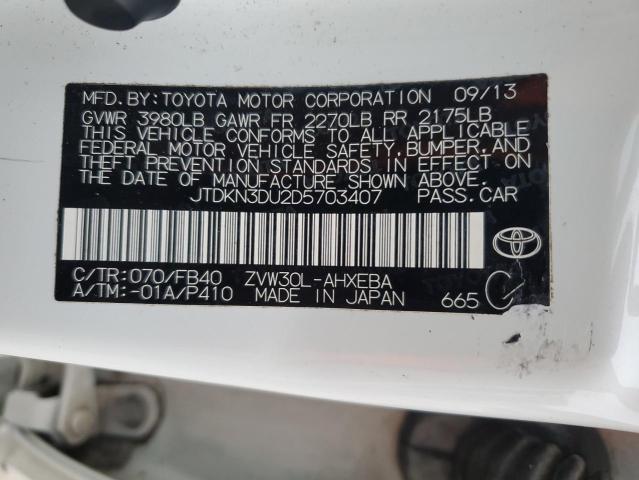 MFD. BY: TOYOTA MOTOR CORPORATION 09/13
GVWR 3980LB GAWR FR 2270LB RR 2175LB
THIS VEHICLE CONFORMS TO ALL APPLICABLE
FEDERAL MOTOR VEHICLE SAFETY, BUMPER, AND
THEFT PREVENTION STANDARDS IN EFFECT ON
THE DATE OF MANUFACTURE SHOWN ABOVE.
JTDKN3DU2D5703407 PASS. CAR
C/TR: 070/FB40 ZVW30L-AHXEBA
A/TM: -01A/P410 MADE IN JAPAN 665